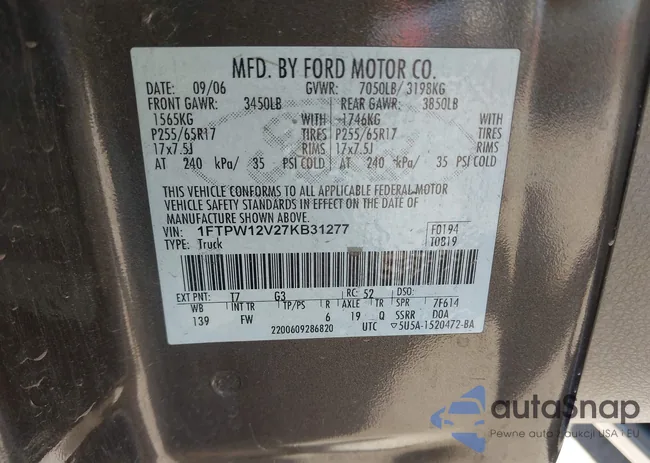 MFD. BY FORD MOTOR CO.
DATE: 09/06 GVWR: 7050LB/ 3198KG
FRONT GAWR: 3450LB REAR GAWR: 3850LB
1565KG WITH 1746KG WITH
P255/65R17 TIRES P255/65R17 TIRES
17x7.5J RIMS 17x7.5J RIMS
AT 240 kPa/ 35 PSI COLD AT 240 kPa/ 35 PSI COLD
THIS VEHICLE CONFORMS TO ALL APPLICABLE FEDERAL MOTOR
VEHICLE SAFETY STANDARDS IN EFFECT ON THE DATE OF
MANUFACTURE SHOWN ABOVE.
VIN: 1FTPW12V27KB31277 F0194
TYPE: Truck T0819
EXT PNT: T7 G3 RC: 52 DSO:
WB INT TR TP/PS R AXLE TR SPR 7F614
139 FW 6 19 Q SSRR DOA
2200609286820 UTC 5U5A-1520472-BA
autoSnap
Pewne auto z USA i EU